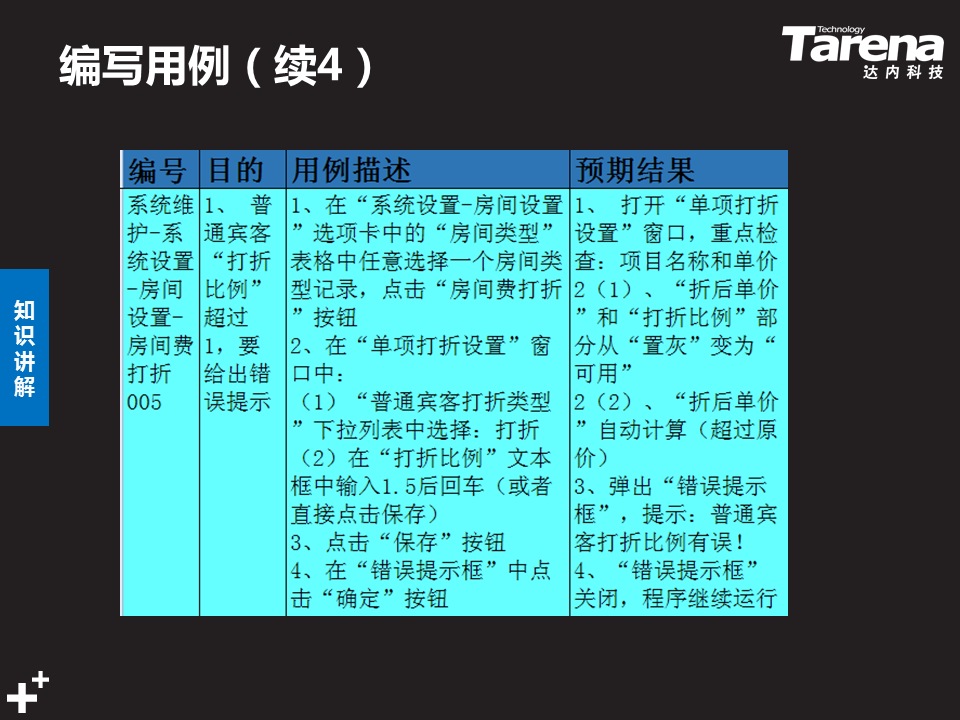 编写用例（续4）
Technology
Tarena
达内科技
知
识
讲
解
编号
目的
用例描述
预期结果
系统维
护-系
统设置
-房间
设置-
房间费
打折
005
1、 普
通宾客
“打折
比例”
超过
1，要
给出错
误提示
1、在“系统设置-房间设置
”选项卡中的“房间类型”
表格中任意选择一个房间类
型记录，点击“房间费打折
”按钮
2、在“单项打折设置”窗
口中：
（1）“普通宾客打折类型
”下拉列表中选择：打折
（2）在“打折比例”文本
框中输入1.5后回车（或者
直接点击保存）
3、点击“保存”按钮
4、在“错误提示框”中点
击“确定”按钮
1、 打开“单项打折
设置”窗口，重点检
查：项目名称和单价
2（1）、“折后单价
”和“打折比例”部
分从“置灰”变为“
可用”
2（2）、“折后单价
”自动计算（超过原
价）
3、弹出“错误提示
框”，提示：普通宾
客打折比例有误！
4、“错误提示框”
关闭，程序继续运行